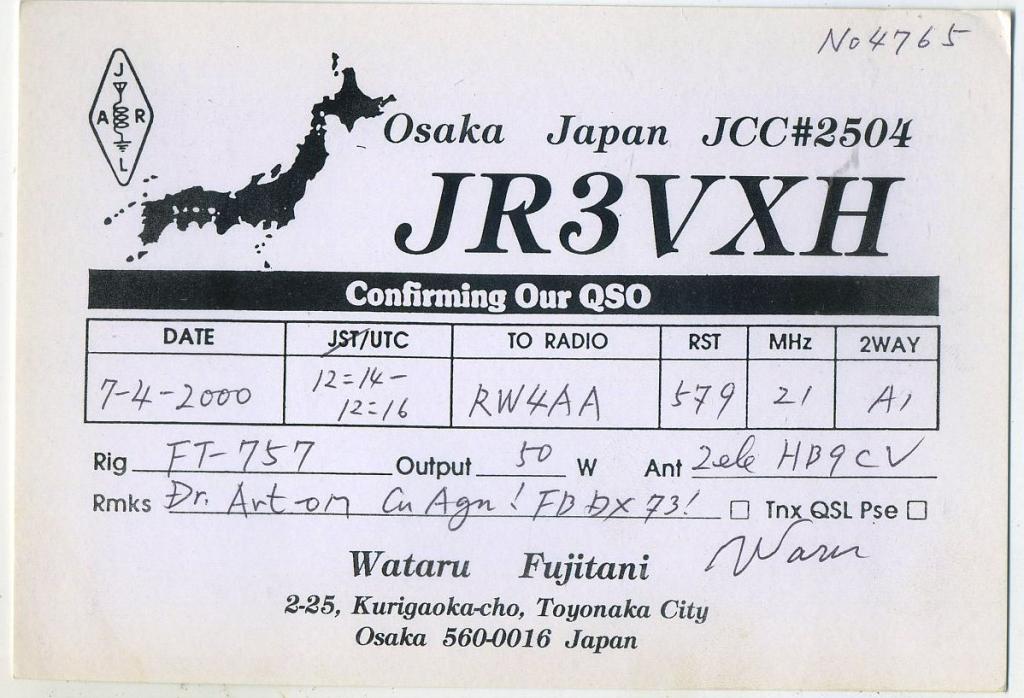 No 4765
J
A R
L
Osaka Japan JCC#2504
JR3VXH
Confirming Our QSO
DATE JST/UTC TO RADIO RST MHz 2WAY
7-4-2000 12=14-12=16 RW4AA 579 21 A1
Rig FT-757 Output 50 W Ant 2ele HB9CV
Rmks Dr. Art-om Cu Agn! FB DX 73! Tnx QSL Pse
Wataru Fujitani
2-25, Kurigaoka-cho, Toyonaka City
Osaka 560-0016 Japan